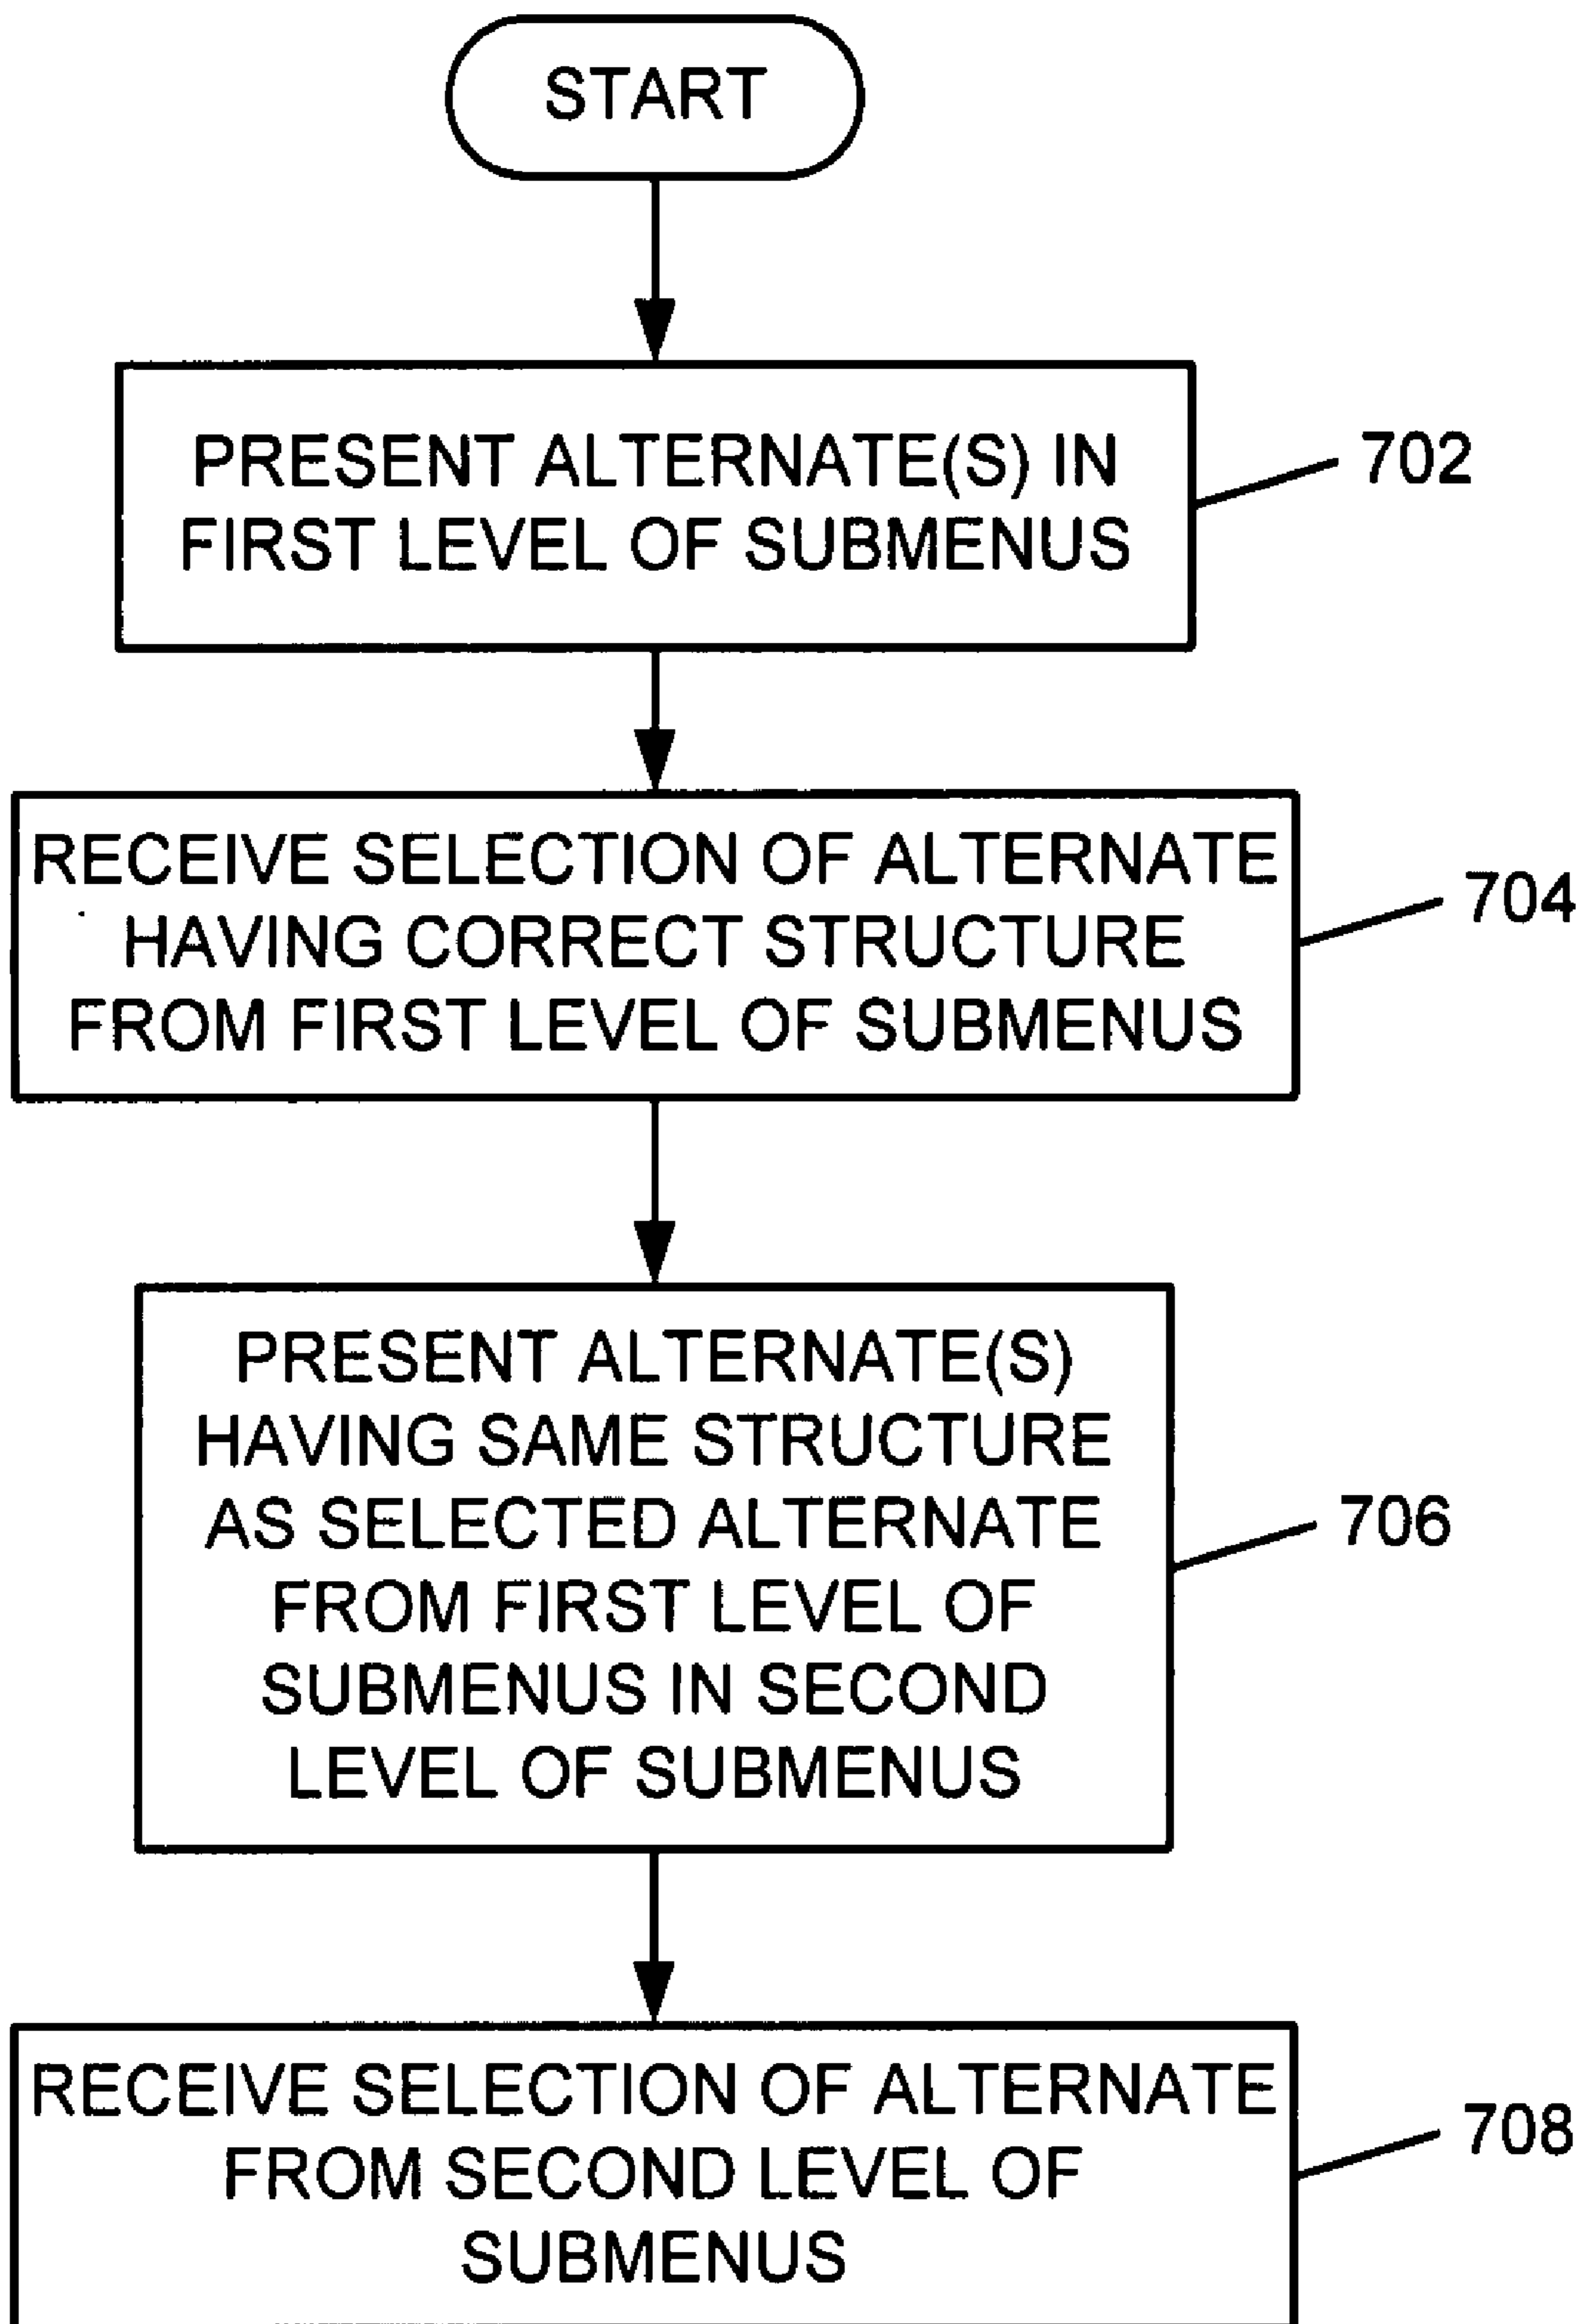 START
PRESENT ALTERNATE(S) IN
FIRST LEVEL OF SUBMENUS
702
RECEIVE SELECTION OF ALTERNATE
HAVING CORRECT STRUCTURE
FROM FIRST LEVEL OF SUBMENUS
704
PRESENT ALTERNATE(S)
HAVING SAME STRUCTURE
AS SELECTED ALTERNATE
FROM FIRST LEVEL OF
SUBMENUS IN SECOND
LEVEL OF SUBMENUS
706
RECEIVE SELECTION OF ALTERNATE
FROM SECOND LEVEL OF
SUBMENUS
708